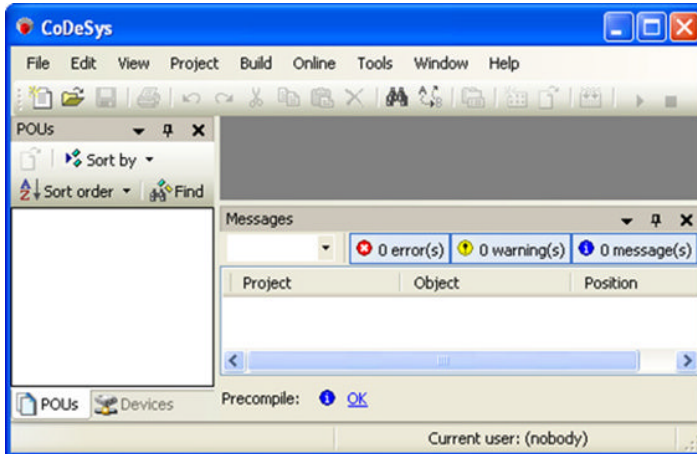 CoDeSys
File Edit View Project Build Online Tools Window Help
POUs
Sort by
Sort order Find
Messages
0 error(s) 0 warning(s) 0 message(s)
Project Object Position
POUs Devices
Precompile: OK
Current user: (nobody)